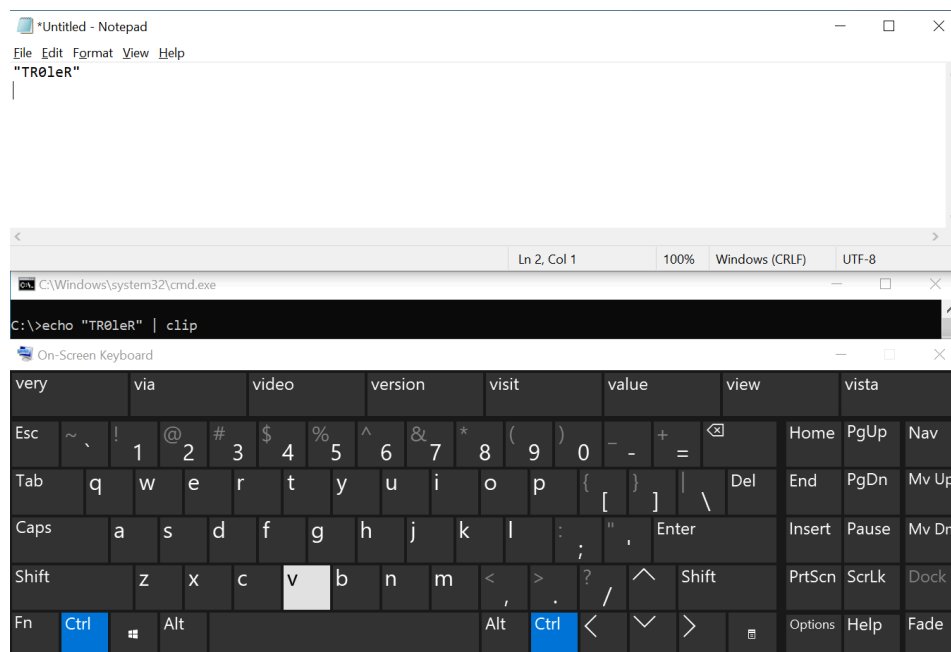 *Untitled - Notepad
File Edit Format View Help
"TR0leR"
Ln 2, Col 1 100% Windows (CRLF) UTF-8
C:\Windows\system32\cmd.exe
C:\>echo "TR0leR" | clip
On-Screen Keyboard
very via video version visit value view vista
Esc ~ ` ! 1 @ 2 # 3 $ 4 % 5 ^ 6 & 7 * 8 ( 9 ) 0 _ - + = Home PgUp Nav
Tab q w e r t y u i o p { [ } ] | \ Del End PgDn Mv Up
Caps a s d f g h j k l : ; " ' Enter Insert Pause Mv Dn
Shift z x c v b n m < , > . ? / Shift PrtScn ScrLk Dock
Fn Ctrl Alt Alt Ctrl Options Help Fade